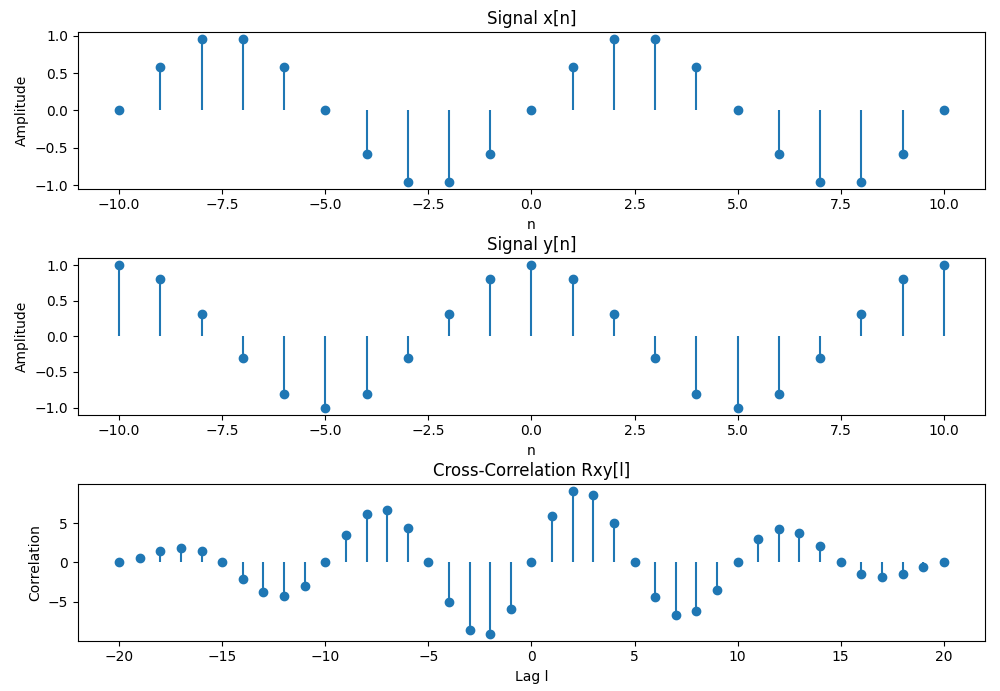 Signal x[n]
1.0
0.5
0.0
−0.5
−1.0
Amplitude
−10.0 −7.5 −5.0 −2.5 0.0 2.5 5.0 7.5 10.0
n
Signal y[n]
1.0
0.5
0.0
−0.5
−1.0
Amplitude
−10.0 −7.5 −5.0 −2.5 0.0 2.5 5.0 7.5 10.0
n
Cross-Correlation Rxy[l]
5
0
−5
Correlation
−20 −15 −10 −5 0 5 10 15 20
Lag l